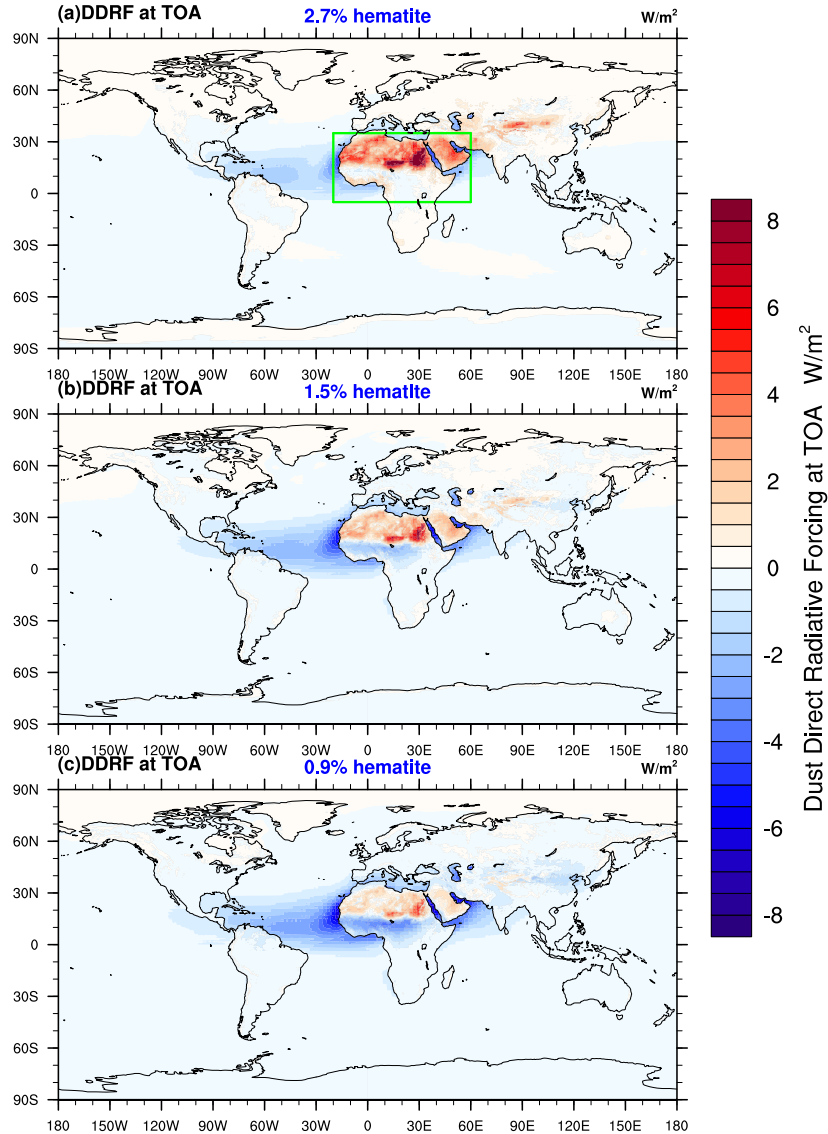 (a)DDRF at TOA 2.7% hematite W/m²
90N
60N
30N
0
30S
60S
90S
180 150W 120W 90W 60W 30W 0 30E 60E 90E 120E 150E 180
(b)DDRF at TOA 1.5% hematite W/m²
90N
60N
30N
0
30S
60S
90S
180 150W 120W 90W 60W 30W 0 30E 60E 90E 120E 150E 180
(c)DDRF at TOA 0.9% hematite W/m²
90N
60N
30N
0
30S
60S
90S
180 150W 120W 90W 60W 30W 0 30E 60E 90E 120E 150E 180
8
6
4
2
0
-2
-4
-6
-8
Dust Direct Radiative Forcing at TOA W/m²